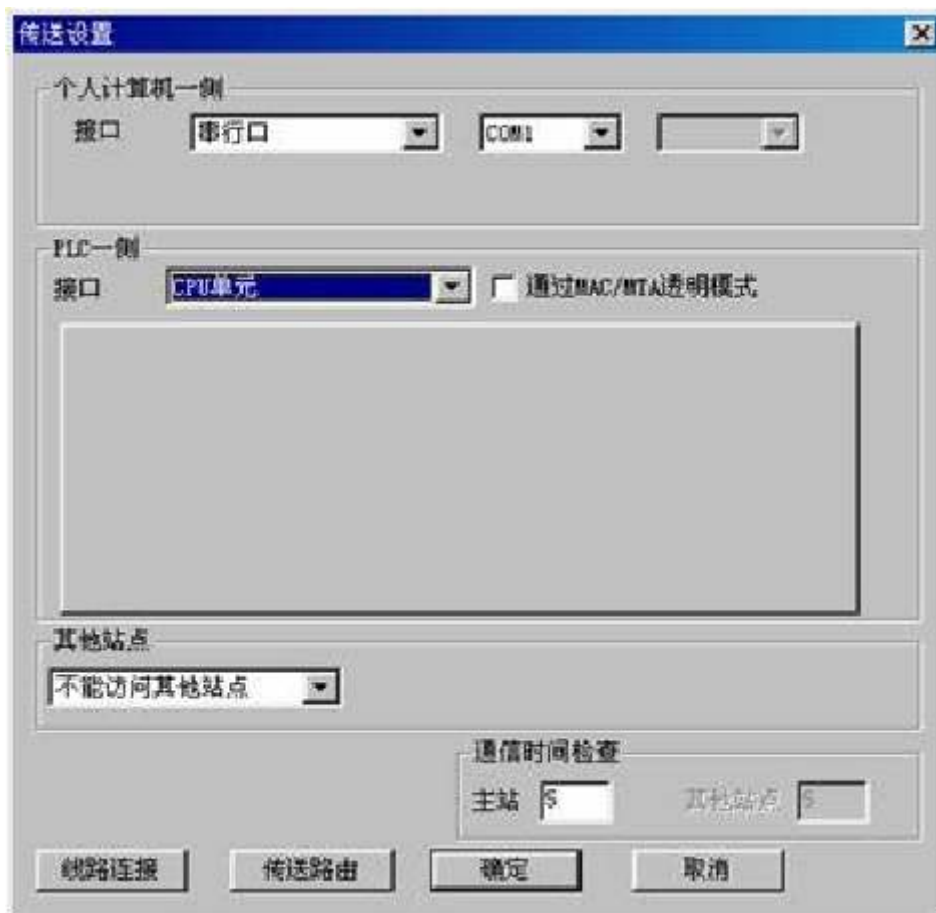 传送设置
个人计算机一侧
接口 串行口 COM1
PLC一侧
接口 CPU单元 通过MAC/MTA透明模式
其他站点
不能访问其他站点
通信时间检查
主站 5 其他站点 5
线路连接 传送路由 确定 取消